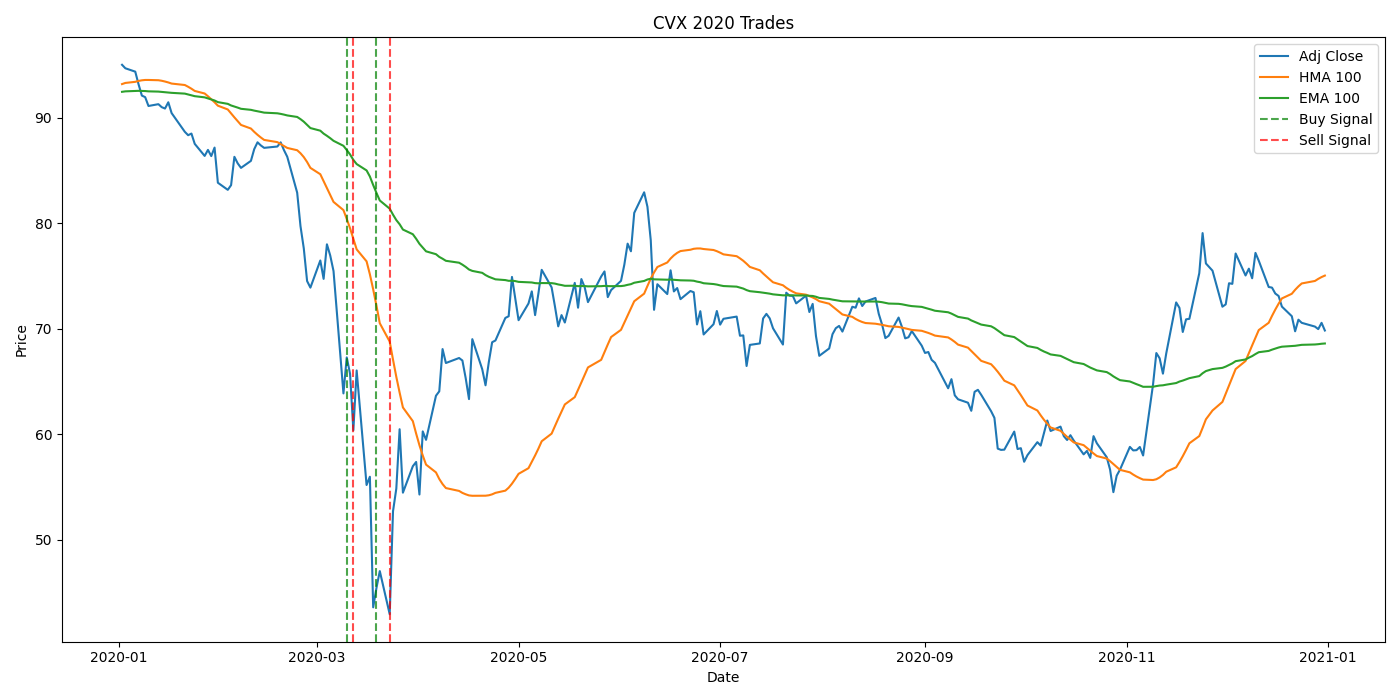 CVX 2020 Trades
Adj Close
HMA 100
EMA 100
Buy Signal
Sell Signal
Price
90
80
70
60
50
2020-01
2020-03
2020-05
2020-07
2020-09
2020-11
2021-01
Date